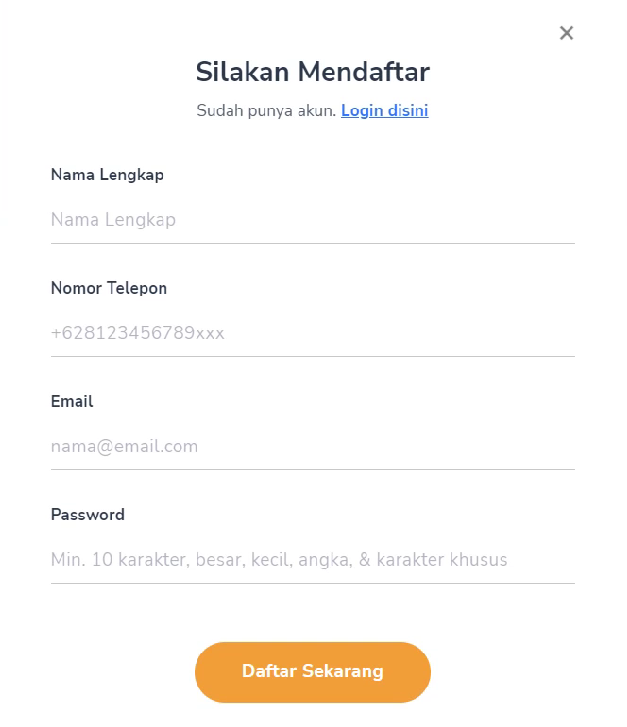 Silakan Mendaftar
Sudah punya akun. Login disini
Nama Lengkap
Nama Lengkap
Nomor Telepon
+628123456789xxx
Email
nama@email.com
Password
Min. 10 karakter, besar, kecil, angka, & karakter khusus
Daftar Sekarang